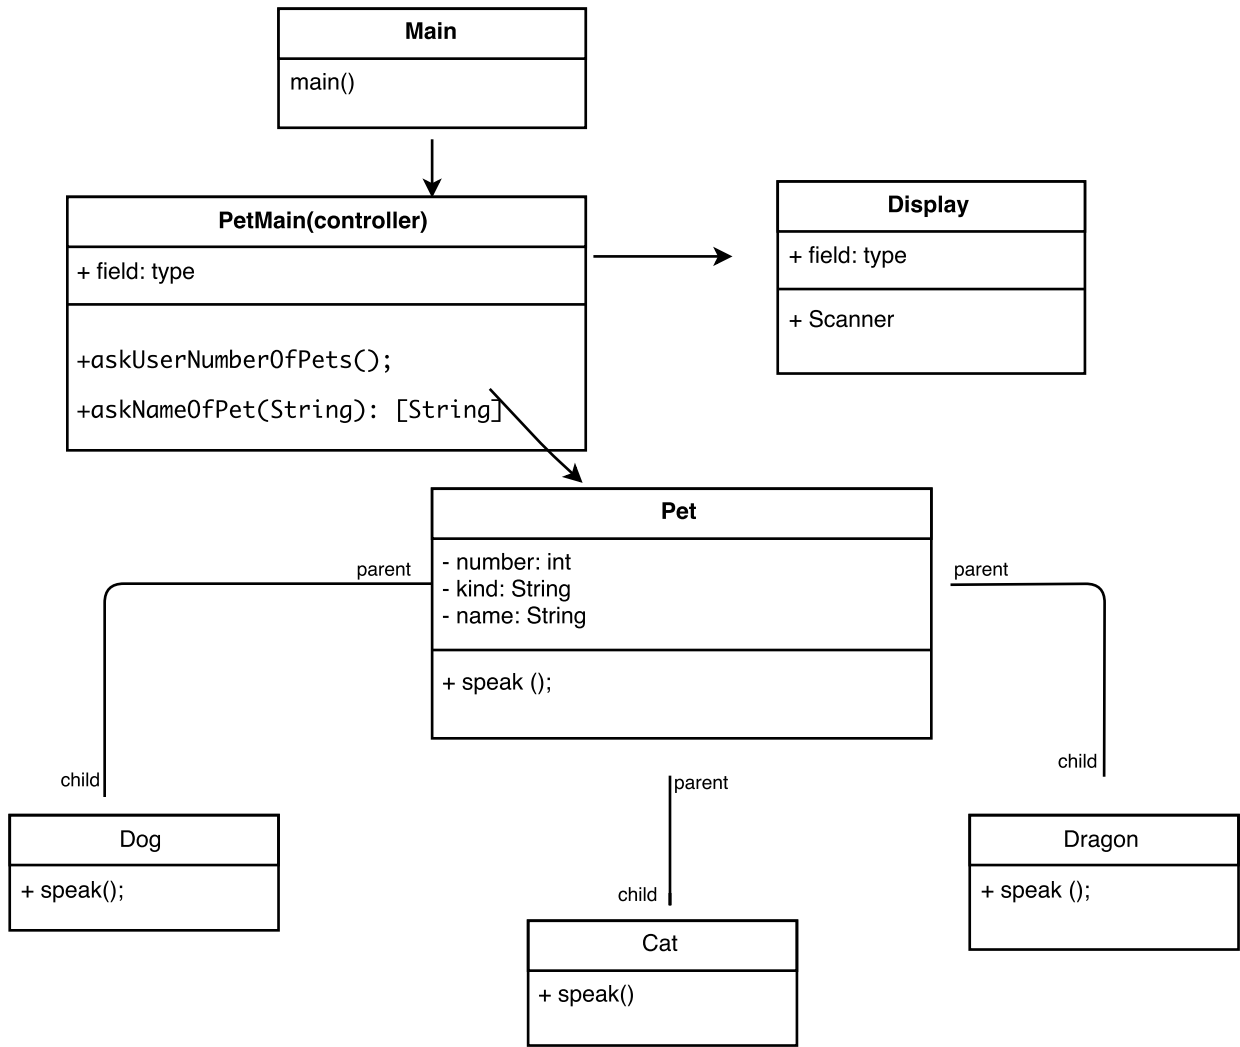 Main
main()
PetMain(controller)
+ field: type
+askUserNumberOfPets();
+askNameOfPet(String): [String]
Display
+ field: type
+ Scanner
Pet
- number: int
- kind: String
- name: String
+ speak ();
parent
child
parent
child
parent
child
Dog
+ speak();
Cat
+ speak()
Dragon
+ speak ();